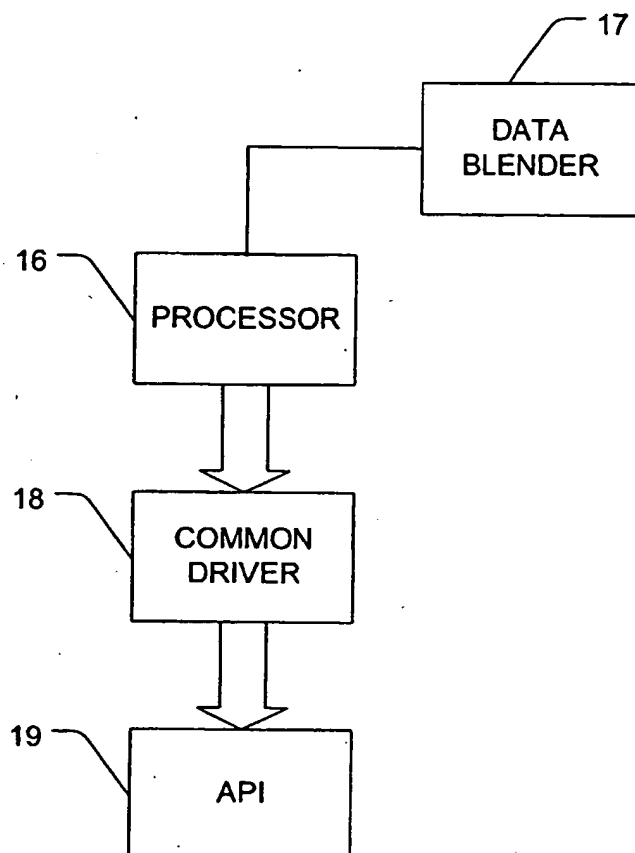 17
DATA
BLENDER
16
PROCESSOR
18
COMMON
DRIVER
19
API